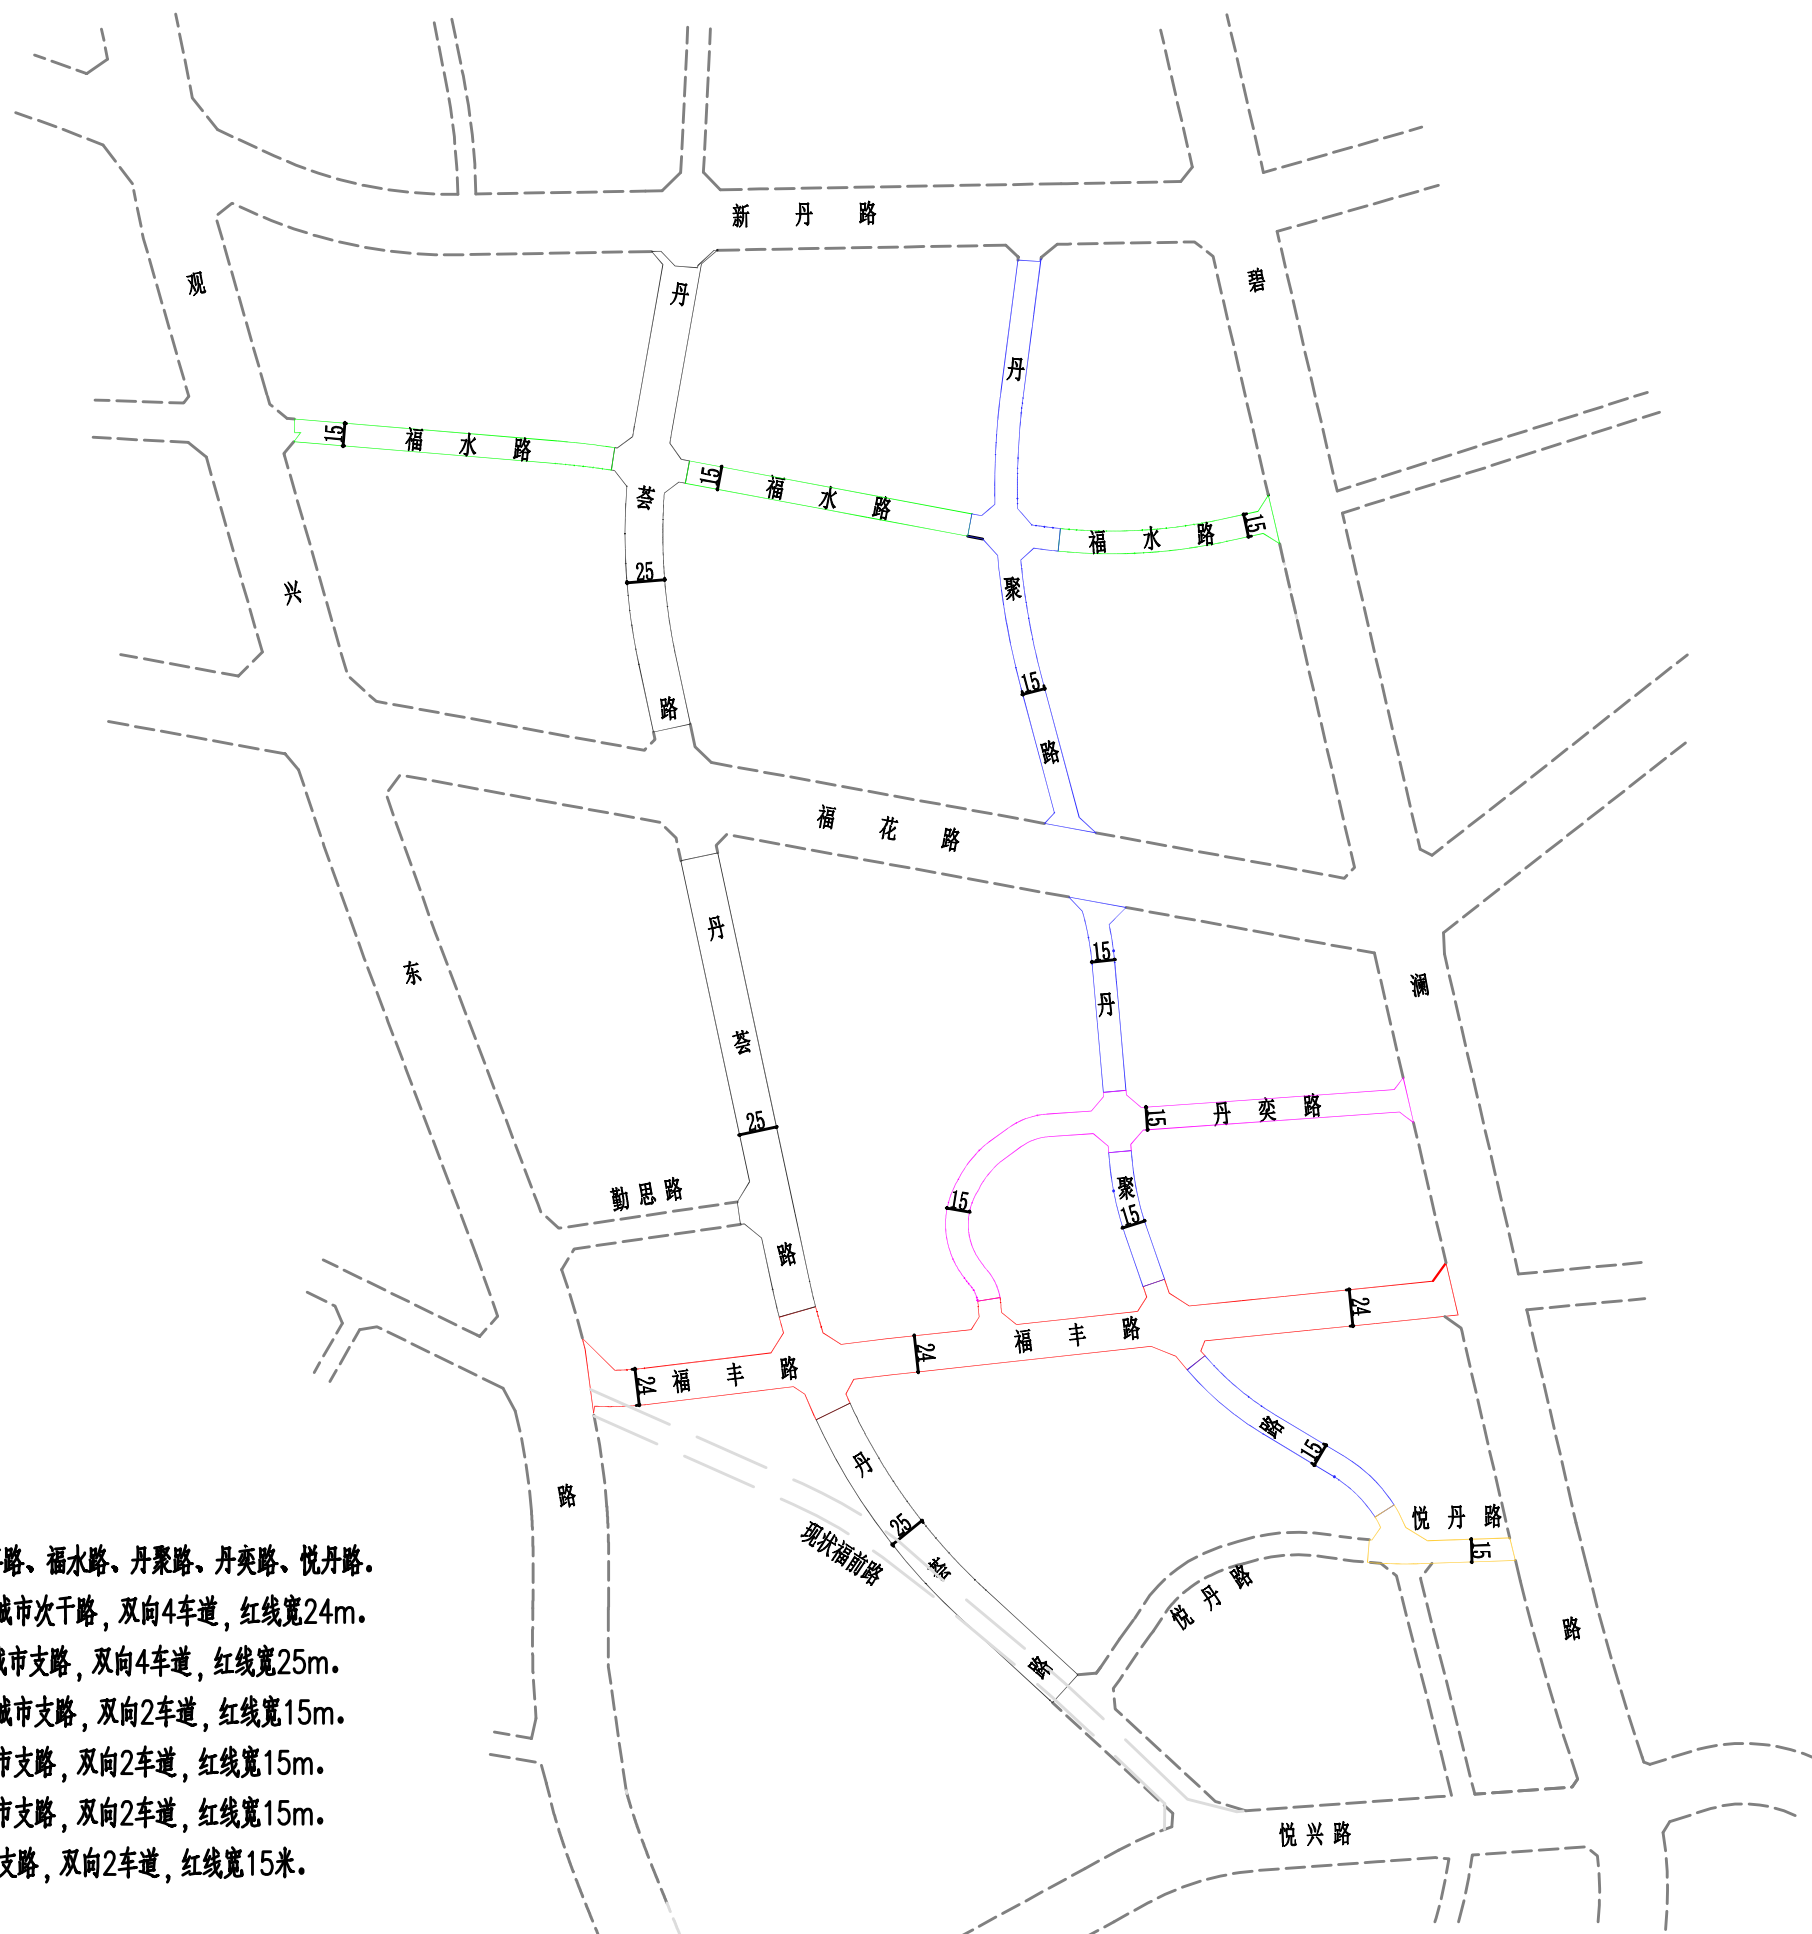 新丹路
观
丹
碧
丹
15
福水路
15
福水路
荟
15
福水路
25
兴
聚
15
路
路
福花路
丹
15
东
澜
丹
荟
25
15
丹奕路
勤思路
聚
15
15
路
24
福丰路
24
福丰路
24
路
丹
路
15
25
现状福前路
荟
悦丹路
15
悦丹路
路
路
悦兴路
路、福水路、丹聚路、丹奕路、悦丹路。
城市次干路,双向4车道,红线宽24m。
城市支路,双向4车道,红线宽25m。
城市支路,双向2车道,红线宽15m。
市支路,双向2车道,红线宽15m。
市支路,双向2车道,红线宽15m。
支路,双向2车道,红线宽15米。